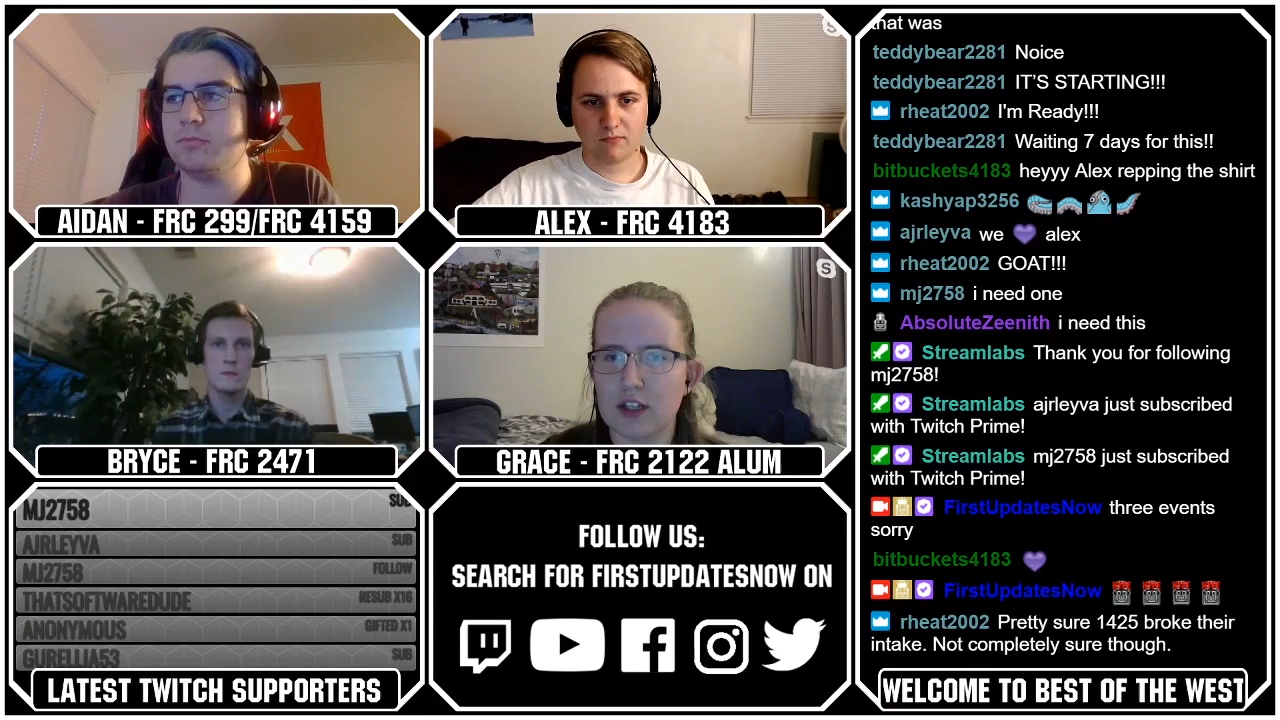 AIDAN - FRC 299/FRC 4159
ALEX - FRC 4183
BRYCE - FRC 2471
GRACE - FRC 2122 ALUM
MJ2758 SUB
AJRLEYVA SUB
MJ2758 FOLLOW
THATSOFTWAREDUDE RESUB X16
ANONYMOUS GIFTED X1
GURELLIA53 SUB
LATEST TWITCH SUPPORTERS
FOLLOW US:
SEARCH FOR FIRSTUPDATESNOW ON
that was
teddybear2281 Noice
teddybear2281 IT'S STARTING!!!
rheat2002 I'm Ready!!!
teddybear2281 Waiting 7 days for this!!
bitbuckets4183 heyyy Alex repping the shirt
kashyap3256
ajrleyva we 💜 alex
rheat2002 GOAT!!!
mj2758 i need one
AbsoluteZeenith i need this
Streamlabs Thank you for following
mj2758!
Streamlabs ajrleyva just subscribed
with Twitch Prime!
Streamlabs mj2758 just subscribed
with Twitch Prime!
FirstUpdatesNow three events
sorry
bitbuckets4183 💜
FirstUpdatesNow
rheat2002 Pretty sure 1425 broke their
intake. Not completely sure though.
WELCOME TO BEST OF THE WEST